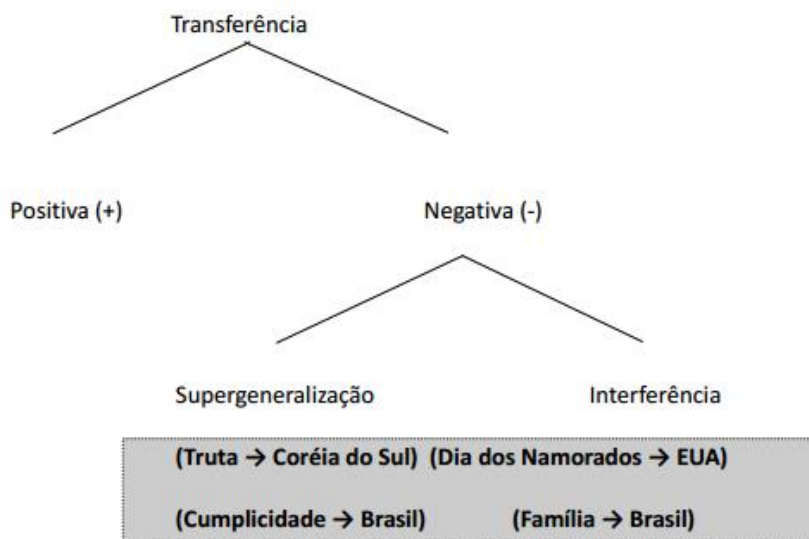 Transferência
Positiva (+) Negativa (-)
Supergeneralização Interferência
(Truta → Coréia do Sul) (Dia dos Namorados → EUA)
(Cumplicidade → Brasil) (Família → Brasil)